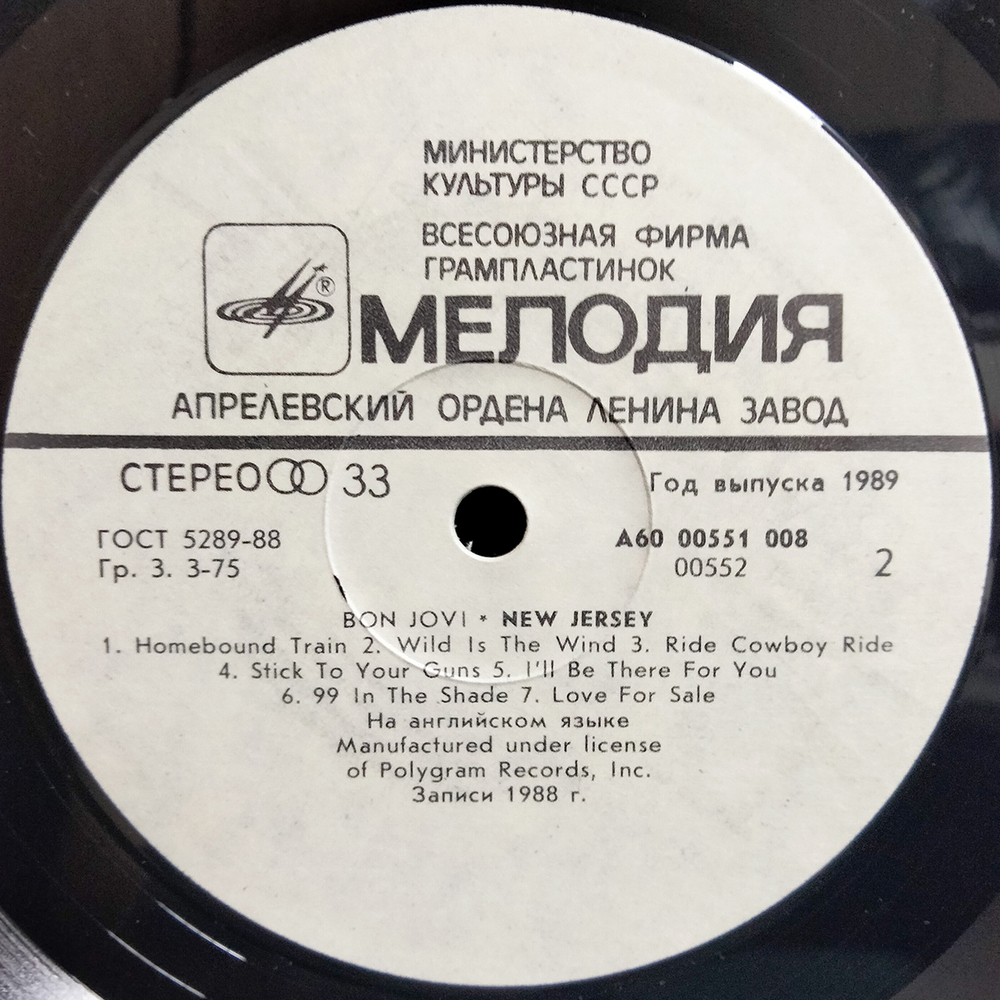 МИНИСТЕРСТВО
КУЛЬТУРЫ СССР
ВСЕСОЮЗНАЯ ФИРМА
ГРАМПЛАСТИНОК
®
МЕЛОДИЯ
АПРЕЛЕВСКИЙ ОРДЕНА ЛЕНИНА ЗАВОД
СТЕРЕО 33
Год выпуска 1989
ГОСТ 5289-88
Гр. 3. 3-75
А60 00551 008
00552
2
BON JOVI * NEW JERSEY
1. Homebound Train 2. Wild Is The Wind 3. Ride Cowboy Ride
4. Stick To Your Guns 5. I'll Be There For You
6. 99 In The Shade 7. Love For Sale
На английском языке
Manufactured under license
of Polygram Records, Inc.
Записи 1988 г.